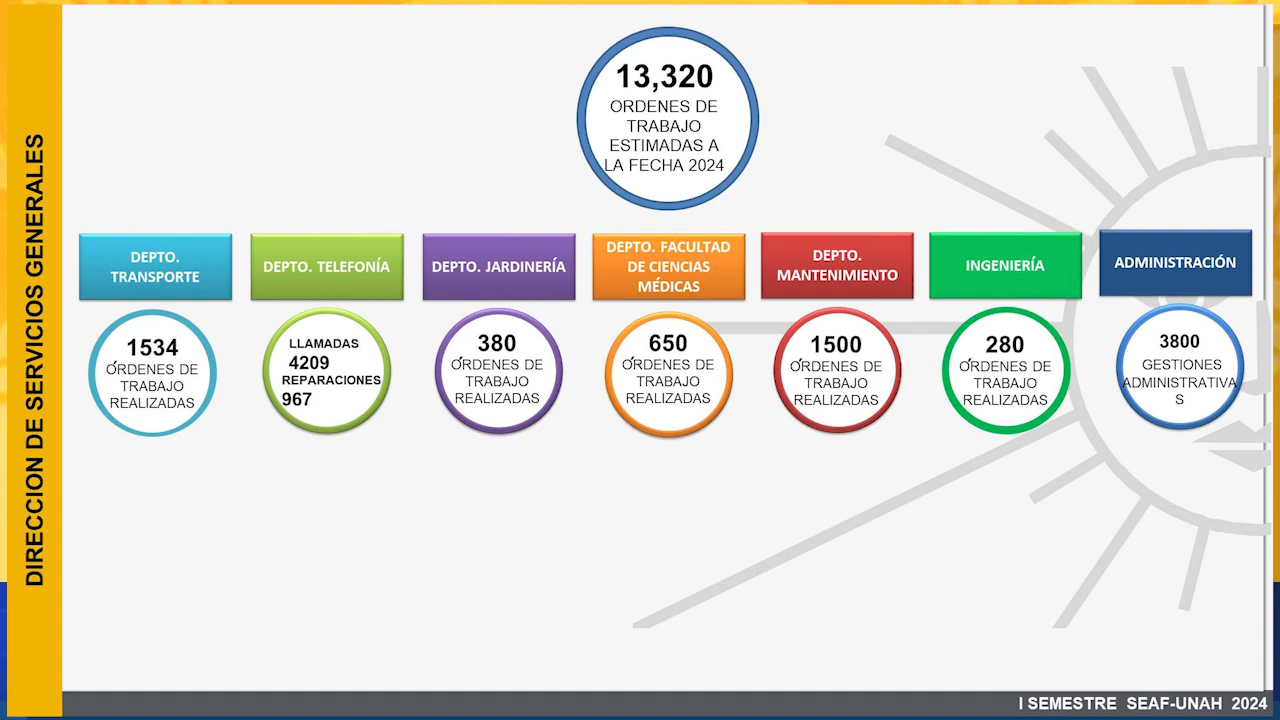 DIRECCION DE SERVICIOS GENERALES
13,320
ORDENES DE
TRABAJO
ESTIMADAS A
LA FECHA 2024
DEPTO.
TRANSPORTE
1534
ÓRDENES DE
TRABAJO
REALIZADAS
DEPTO. TELEFONÍA
LLAMADAS
4209
REPARACIONES
967
DEPTO. JARDINERÍA
380
ÓRDENES DE
TRABAJO
REALIZADAS
DEPTO. FACULTAD
DE CIENCIAS
MÉDICAS
650
ÓRDENES DE
TRABAJO
REALIZADAS
DEPTO.
MANTENIMIENTO
1500
ÓRDENES DE
TRABAJO
REALIZADAS
INGENIERÍA
280
ÓRDENES DE
TRABAJO
REALIZADAS
ADMINISTRACIÓN
3800
GESTIONES
ADMINISTRATIVA
S
I SEMESTRE SEAF-UNAH 2024